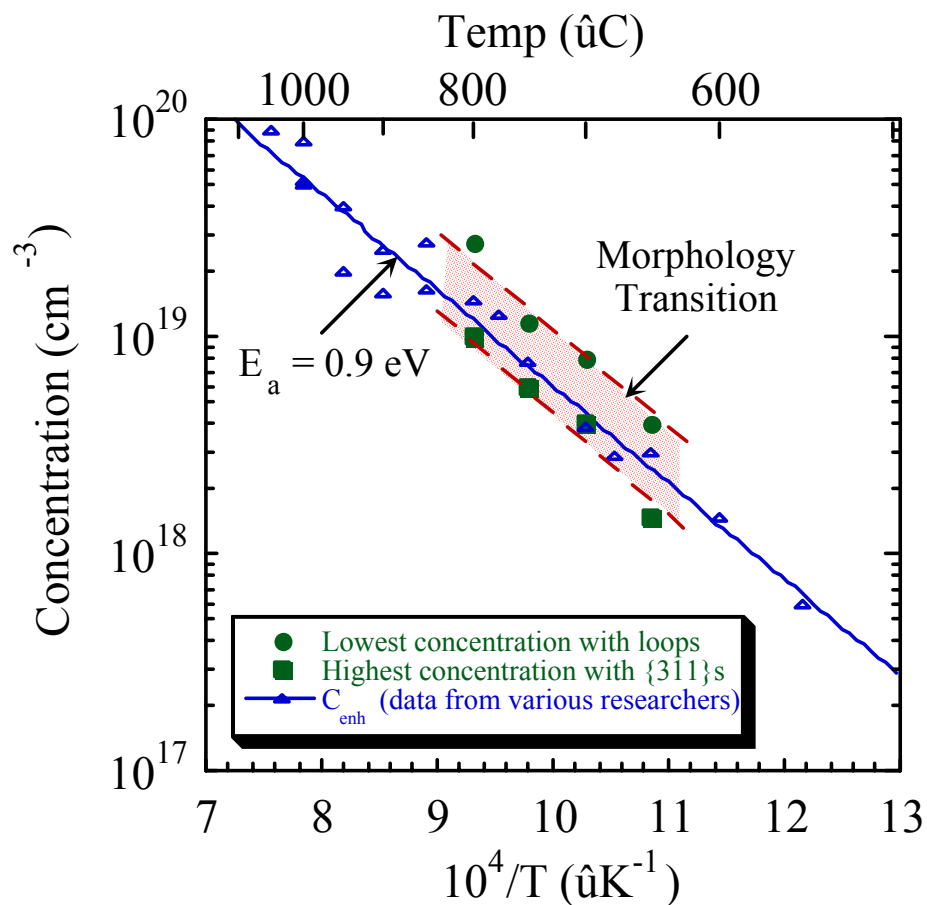 Temp (ûC)
1000 800 600
10^20
10^19
10^18
10^17
Concentration (cm^-3)
Morphology
Transition
E_a = 0.9 eV
Lowest concentration with loops
Highest concentration with {311}s
C_enh (data from various researchers)
7 8 9 10 11 12 13
10^4/T (ûK^-1)